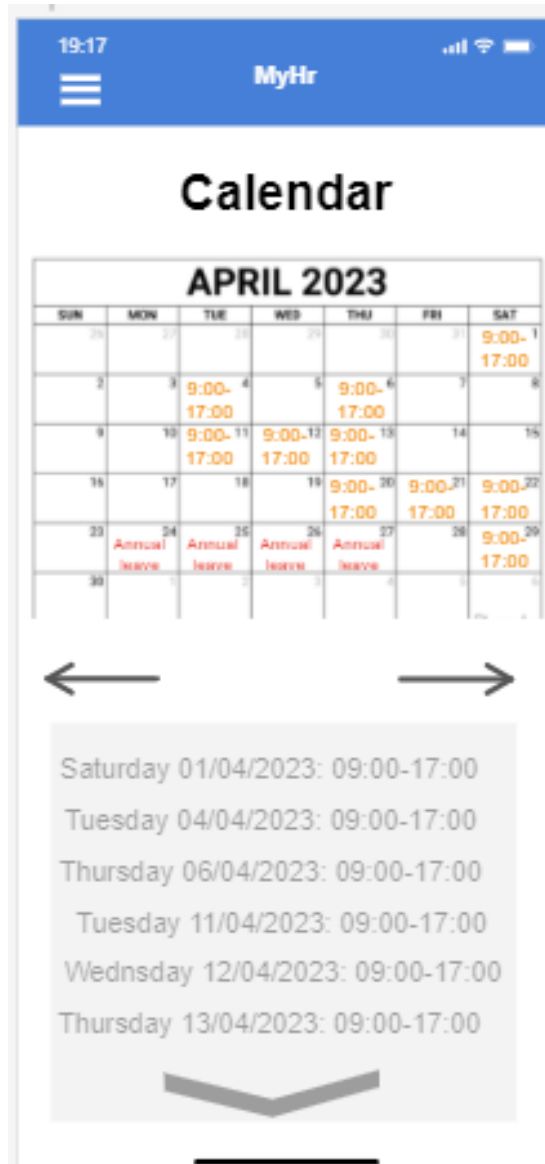 19:17
MyHr
Calendar
APRIL 2023
SUN MON TUE WED THU FRI SAT
26 27 28 29 30 31 9:00- 1
17:00
2 3 9:00- 4 5 9:00- 6 7 8
17:00 17:00
9 10 9:00- 11 9:00- 12 9:00- 13 14 15
17:00 17:00 17:00
16 17 18 19 9:00- 20 9:00- 21 9:00- 22
17:00 17:00 17:00
23 24 25 26 27 28 9:00- 29
Annual Annual Annual Annual 17:00
leave leave leave leave
30 1 2 3 4 5 6
Saturday 01/04/2023: 09:00-17:00
Tuesday 04/04/2023: 09:00-17:00
Thursday 06/04/2023: 09:00-17:00
Tuesday 11/04/2023: 09:00-17:00
Wednsday 12/04/2023: 09:00-17:00
Thursday 13/04/2023: 09:00-17:00